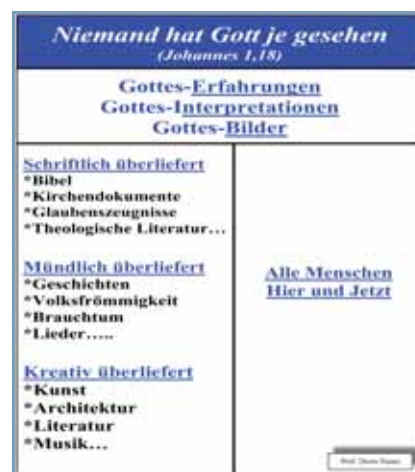 Niemand hat Gott je gesehen
(Johannes 1,18)
Gottes-Erfahrungen
Gottes-Interpretationen
Gottes-Bilder
Schriftlich überliefert
*Bibel
*Kirchendokumente
*Glaubenszeugnisse
*Theologische Literatur…
Mündlich überliefert
*Geschichten
*Volksfrömmigkeit
*Brauchtum
*Lieder…..
Kreativ überliefert
*Kunst
*Architektur
*Literatur
*Musik…
Alle Menschen
Hier und Jetzt
Prof.